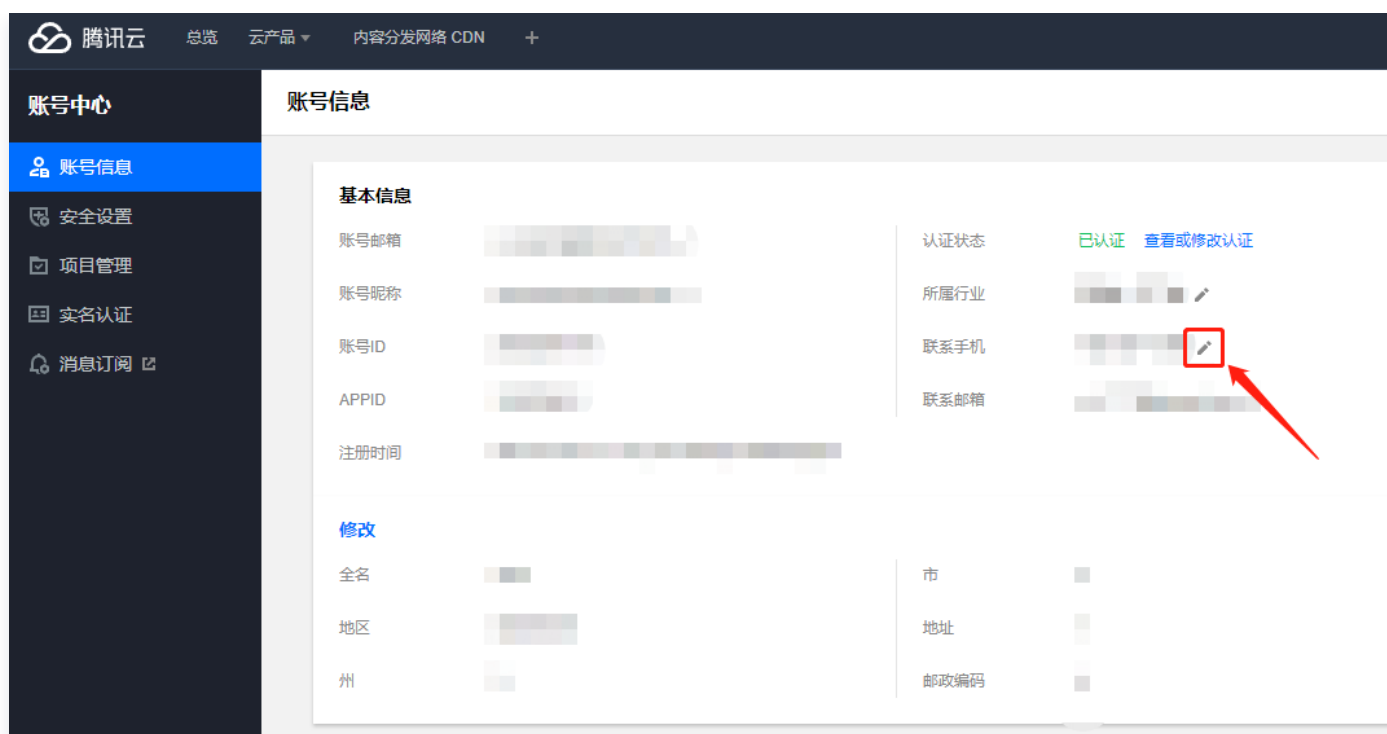 腾讯云 总览 云产品 内容分发网络 CDN +
账号中心
账号信息
安全设置
项目管理
实名认证
消息订阅
账号信息
基本信息
账号邮箱
账号昵称
账号ID
APPID
注册时间
认证状态 已认证 查看或修改认证
所属行业
联系手机
联系邮箱
修改
全名
地区
州
市
地址
邮政编码